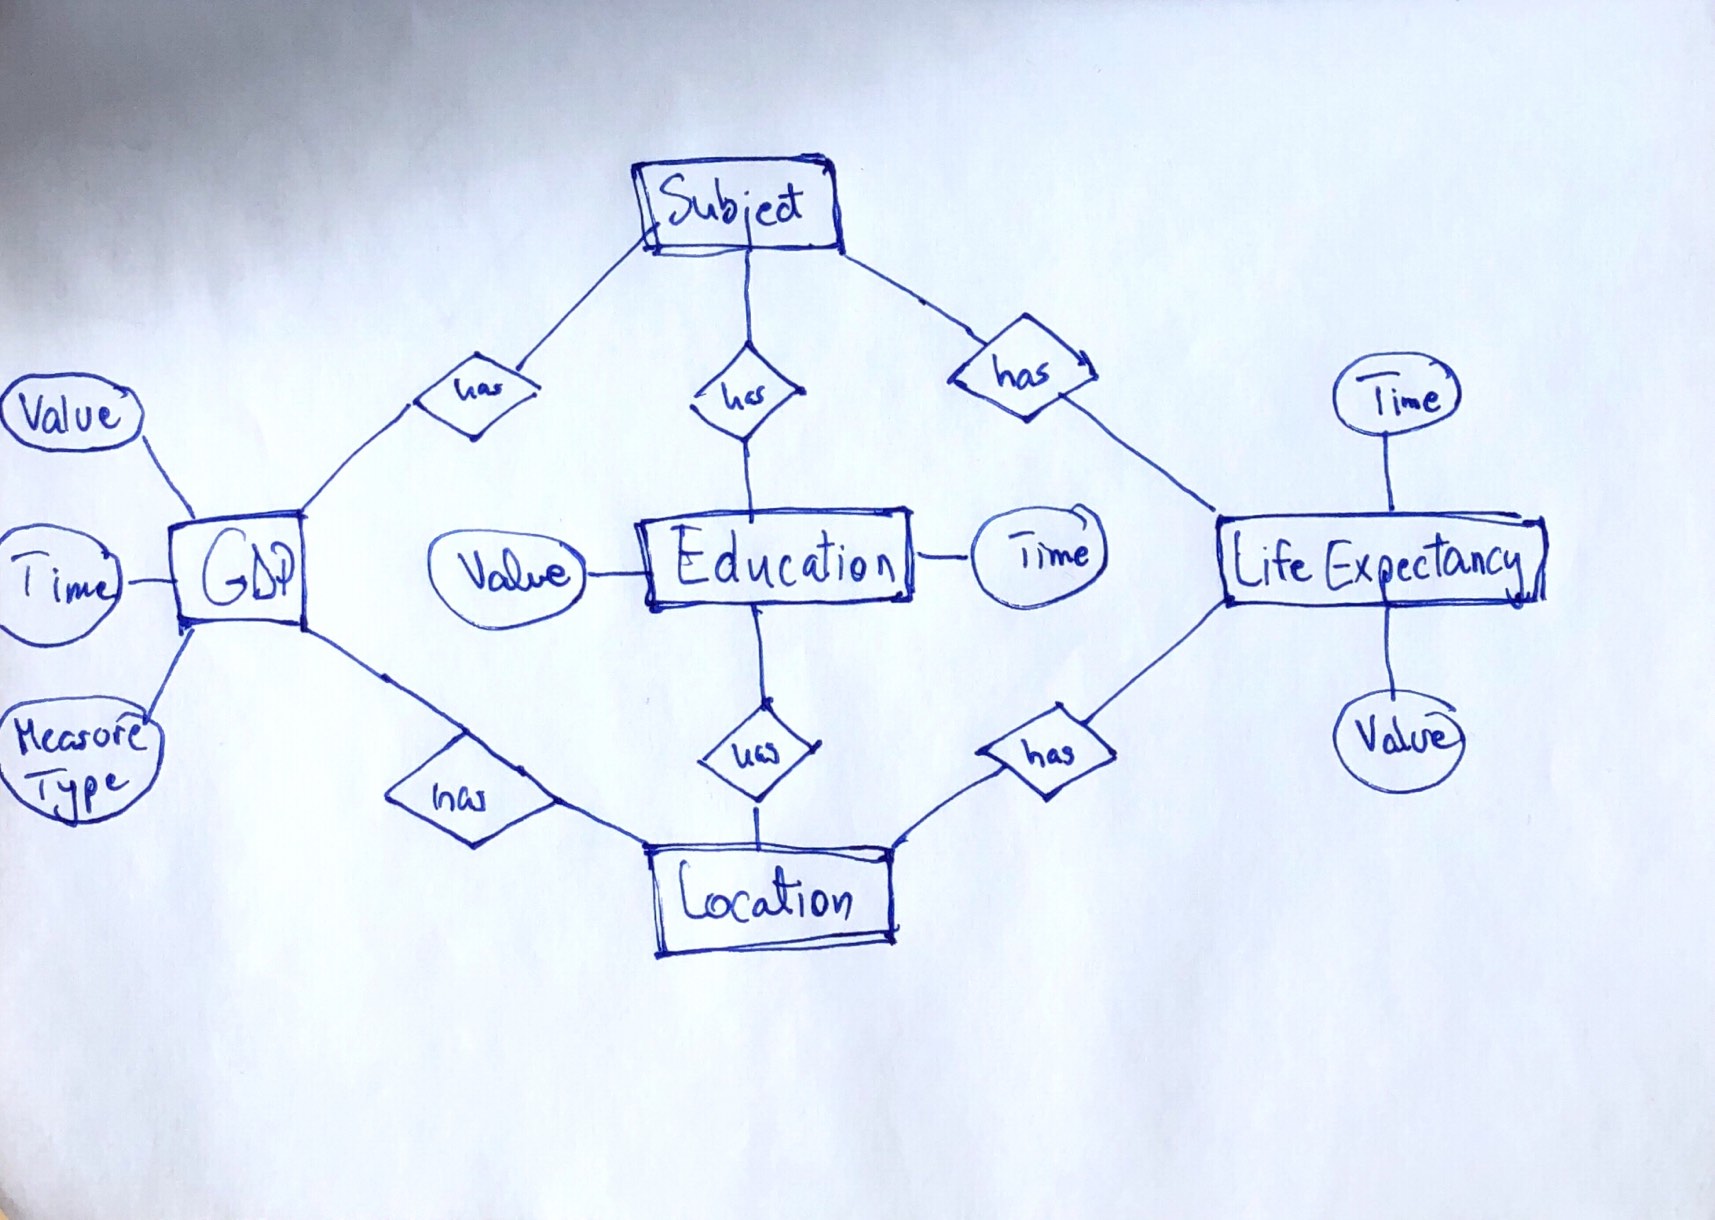 Subject
has
has
has
Value
Time
Time
GDP
Value
Education
Time
Life Expectancy
Measure
Type
has
has
has
Value
Location